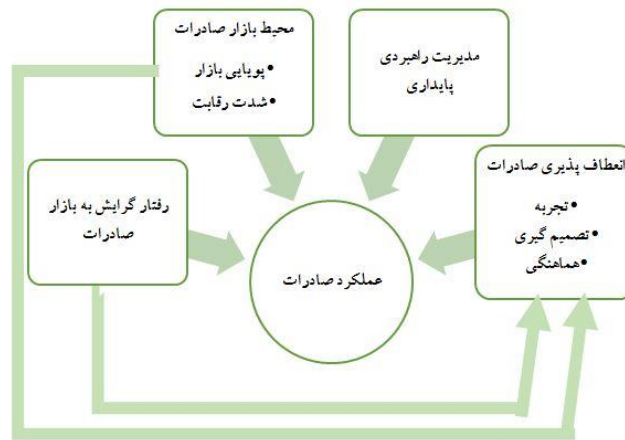 محیط بازار صادرات
•پویایی بازار
•شدت رقابت
مدیریت راهبردی
پایداری
رفتار گرایش به بازار
صادرات
انعطاف پذیری صادرات
•تجربه
•تصمیم گیری
•هماهنگی
عملکرد صادرات